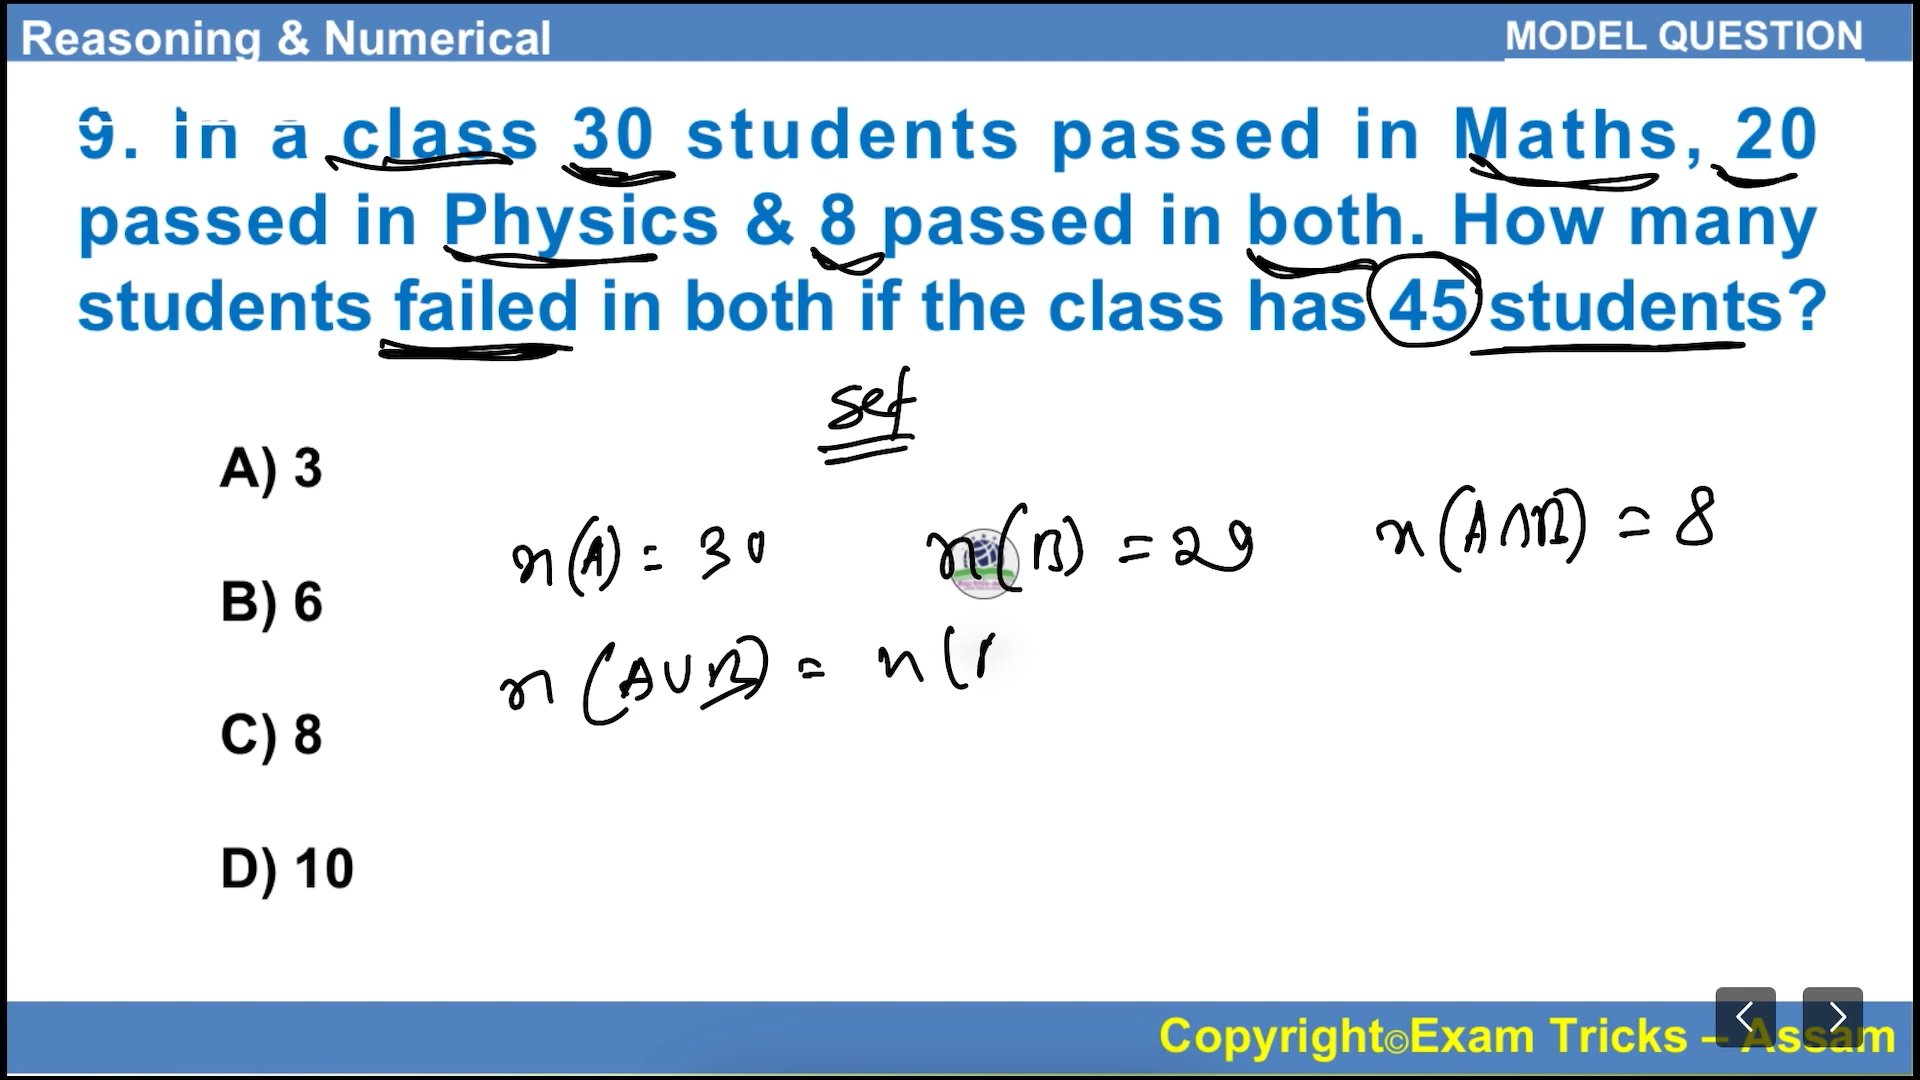 Reasoning & Numerical
MODEL QUESTION
9. in a class 30 students passed in Maths, 20
passed in Physics & 8 passed in both. How many
students failed in both if the class has 45 students?
set
A) 3
n(A) = 30 n(B) = 20 n(A∩B) = 8
B) 6
n(A∪B) = n(
C) 8
D) 10
Copyright©Exam Tricks – Assam